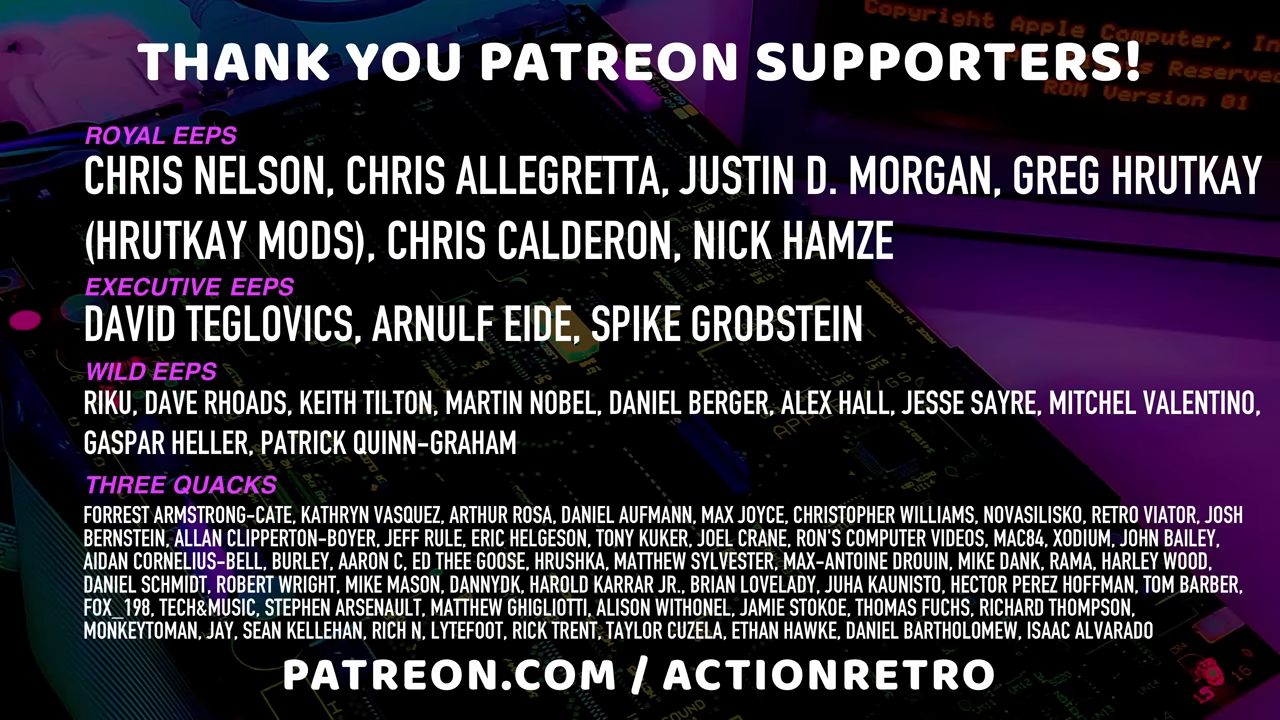 THANK YOU PATREON SUPPORTERS!
Copyright Apple Computer, In
s Reserve
ROM Version 01
ROYAL EEPS
CHRIS NELSON, CHRIS ALLEGRETTA, JUSTIN D. MORGAN, GREG HRUTKAY
(HRUTKAY MODS), CHRIS CALDERON, NICK HAMZE
EXECUTIVE EEPS
DAVID TEGLOVICS, ARNULF EIDE, SPIKE GROBSTEIN
WILD EEPS
RIKU, DAVE RHOADS, KEITH TILTON, MARTIN NOBEL, DANIEL BERGER, ALEX HALL, JESSE SAYRE, MITCHEL VALENTINO,
GASPAR HELLER, PATRICK QUINN-GRAHAM
THREE QUACKS
FORREST ARMSTRONG-CATE, KATHRYN VASQUEZ, ARTHUR ROSA, DANIEL AUFMANN, MAX JOYCE, CHRISTOPHER WILLIAMS, NOVASILISKO, RETRO VIATOR, JOSH
BERNSTEIN, ALLAN CLIPPERTON-BOYER, JEFF RULE, ERIC HELGESON, TONY KUKER, JOEL CRANE, RON'S COMPUTER VIDEOS, MAC84, XODIUM, JOHN BAILEY,
AIDAN CORNELIUS-BELL, BURLEY, AARON C, ED THEE GOOSE, HRUSHKA, MATTHEW SYLVESTER, MAX-ANTOINE DROUIN, MIKE DANK, RAMA, HARLEY WOOD,
DANIEL SCHMIDT, ROBERT WRIGHT, MIKE MASON, DANNYDK, HAROLD KARRAR JR., BRIAN LOVELADY, JUHA KAUNISTO, HECTOR PEREZ HOFFMAN, TOM BARBER,
FOX_198, TECH&MUSIC, STEPHEN ARSENAULT, MATTHEW GHIGLIOTTI, ALISON WITHONEL, JAMIE STOKOE, THOMAS FUCHS, RICHARD THOMPSON,
MONKEYTOMAN, JAY, SEAN KELLEHAN, RICH N, LYTEFOOT, RICK TRENT, TAYLOR CUZELA, ETHAN HAWKE, DANIEL BARTHOLOMEW, ISAAC ALVARADO
PATREON.COM / ACTIONRETRO